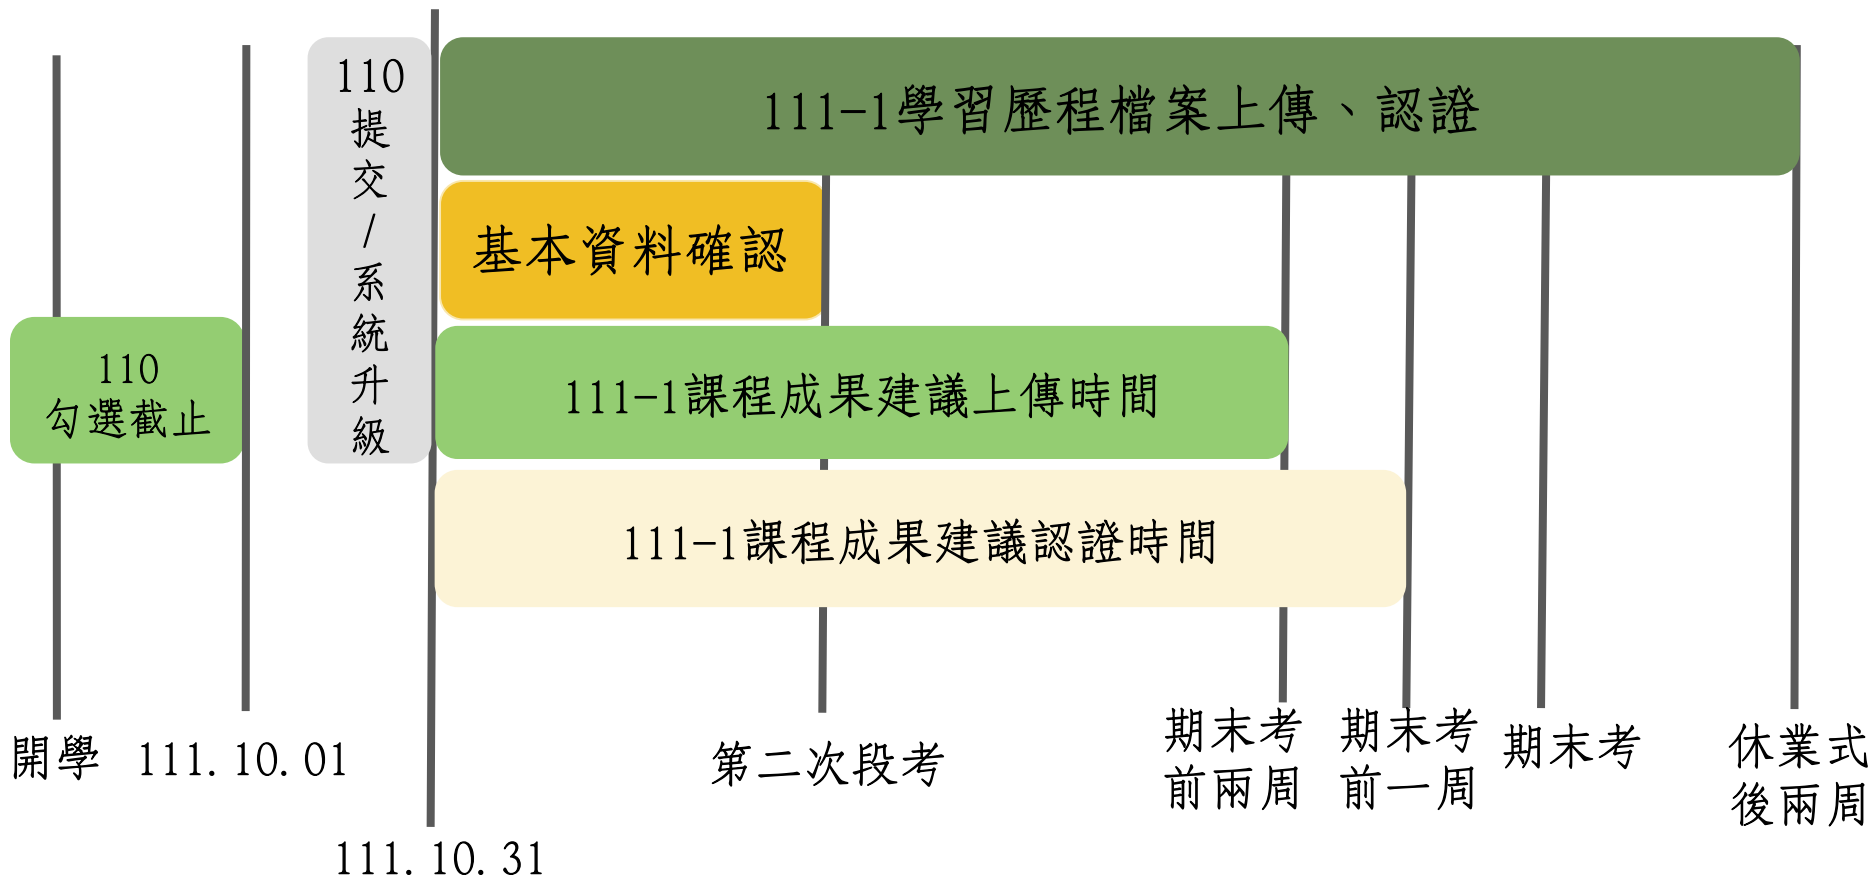 110
提
交
/
系
統
升
級
111-1學習歷程檔案上傳、認證
基本資料確認
110
勾選截止
111-1課程成果建議上傳時間
111-1課程成果建議認證時間
開學
111.10.01
111.10.31
第二次段考
期末考
前兩周
期末考
前一周
期末考
休業式
後兩周